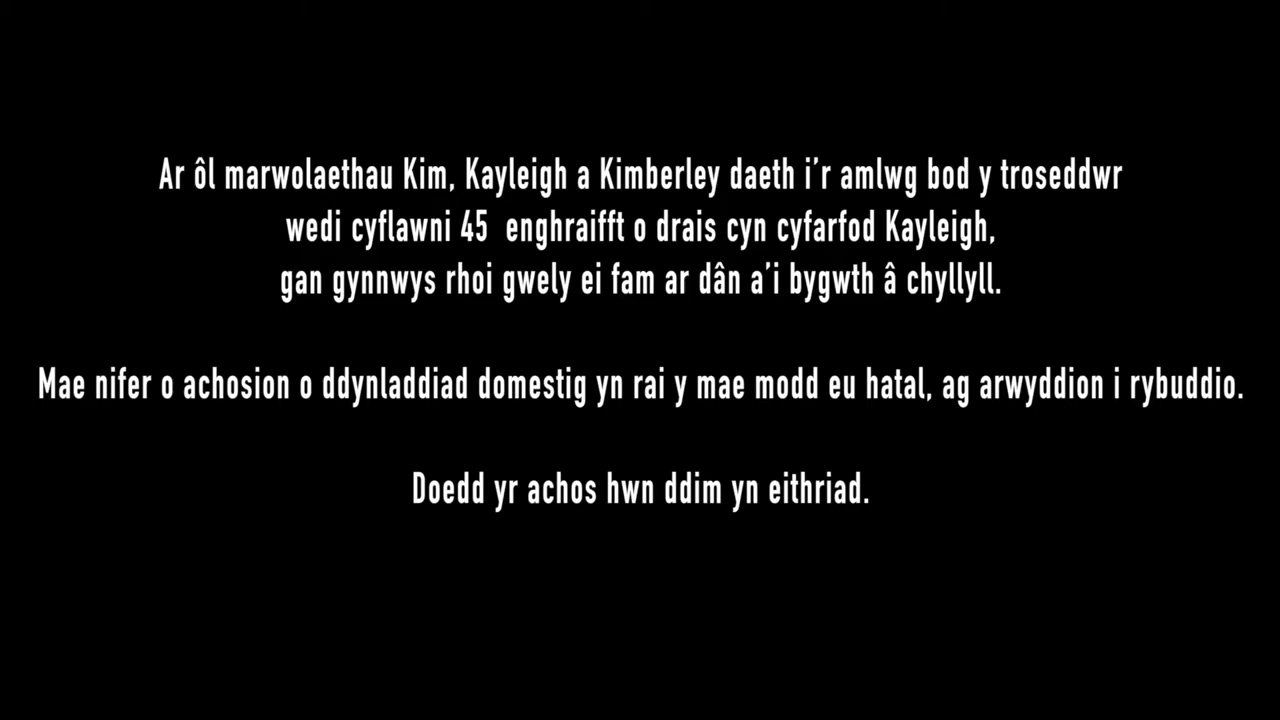 Ar ôl marwolaethau Kim, Kayleigh a Kimberley daeth i’r amlwg bod y troseddwr
wedi cyflawni 45 enghraifft o drais cyn cyfarfod Kayleigh,
gan gynnwys rhoi gwely ei fam ar dân a’i bygwth â chyllyll.
Mae nifer o achosion o ddynladdiad domestig yn rai y mae modd eu hatal, ag arwyddion i rybuddio.
Doedd yr achos hwn ddim yn eithriad.